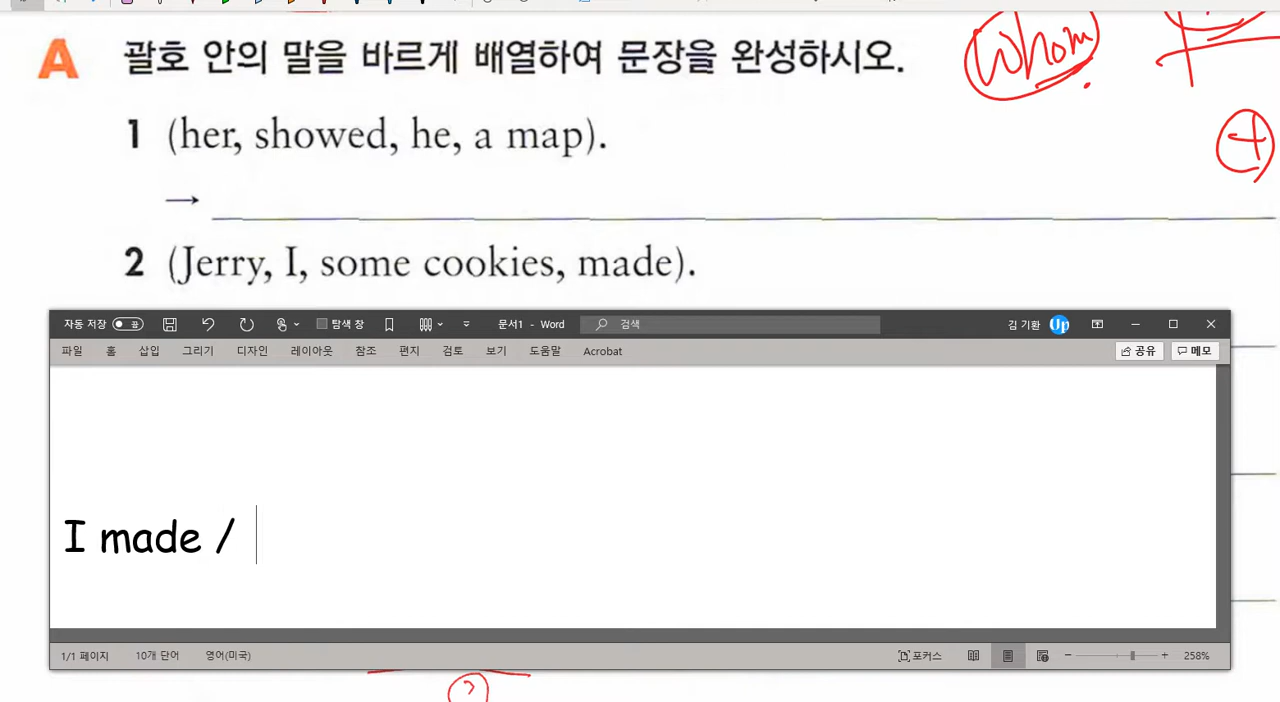 A 괄호 안의 말을 바르게 배열하여 문장을 완성하시오.
whom
1 (her, showed, he, a map).
→
2 (Jerry, I, some cookies, made).
자동 저장 끔 탐색 창 문서1 - Word 검색 김 기환 Up
파일 홈 삽입 그리기 디자인 레이아웃 참조 편지 검토 보기 도움말 Acrobat 공유 메모
I made /
1/1 페이지 10개 단어 영어(미국) 포커스 − + 258%